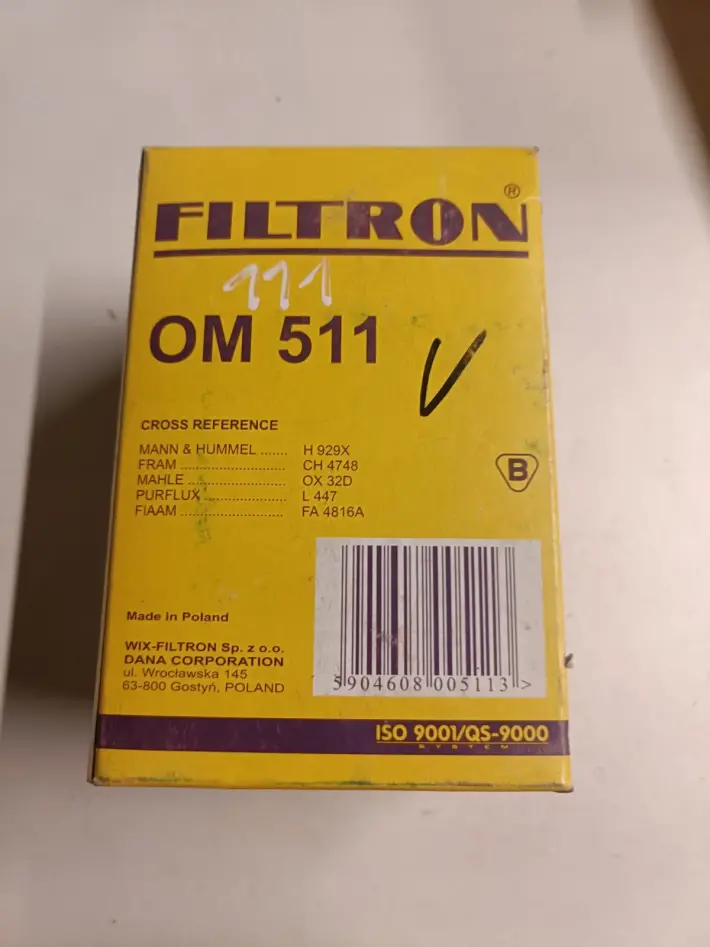 FILTRON®
111
OM 511
V
CROSS REFERENCE
MANN & HUMMEL ....... H 929X
FRAM ............................ CH 4748
MAHLE .......................... OX 32D
PURFLUX ...................... L 447
FIAAM ........................... FA 4816A
B
Made in Poland
WIX-FILTRON Sp. z o.o.
DANA CORPORATION
ul. Wrocławska 145
63-800 Gostyń, POLAND
5904608 005113 >
ISO 9001/QS-9000
SYSTEM